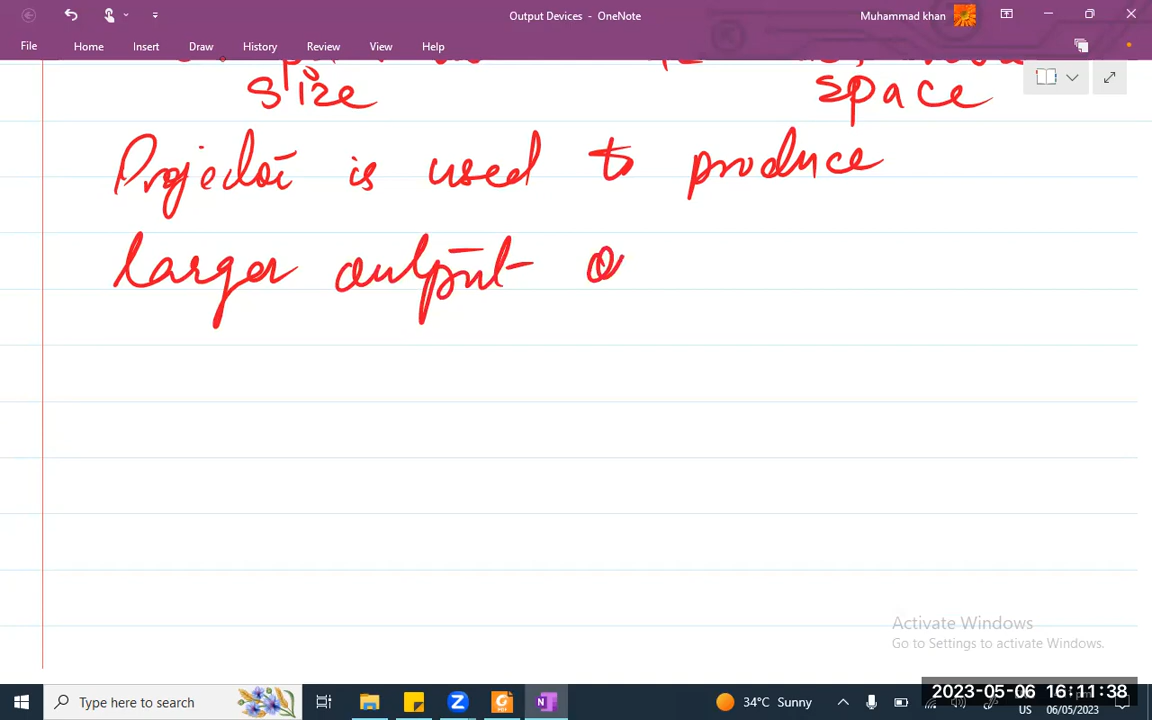 Output Devices - OneNote
Muhammad khan
File Home Insert Draw History Review View Help
size space
Projector is used to produce
larger output o
Activate Windows
Go to Settings to activate Windows.
Type here to search
34°C Sunny
2023-05-06 16:11:38
US 06/05/2023